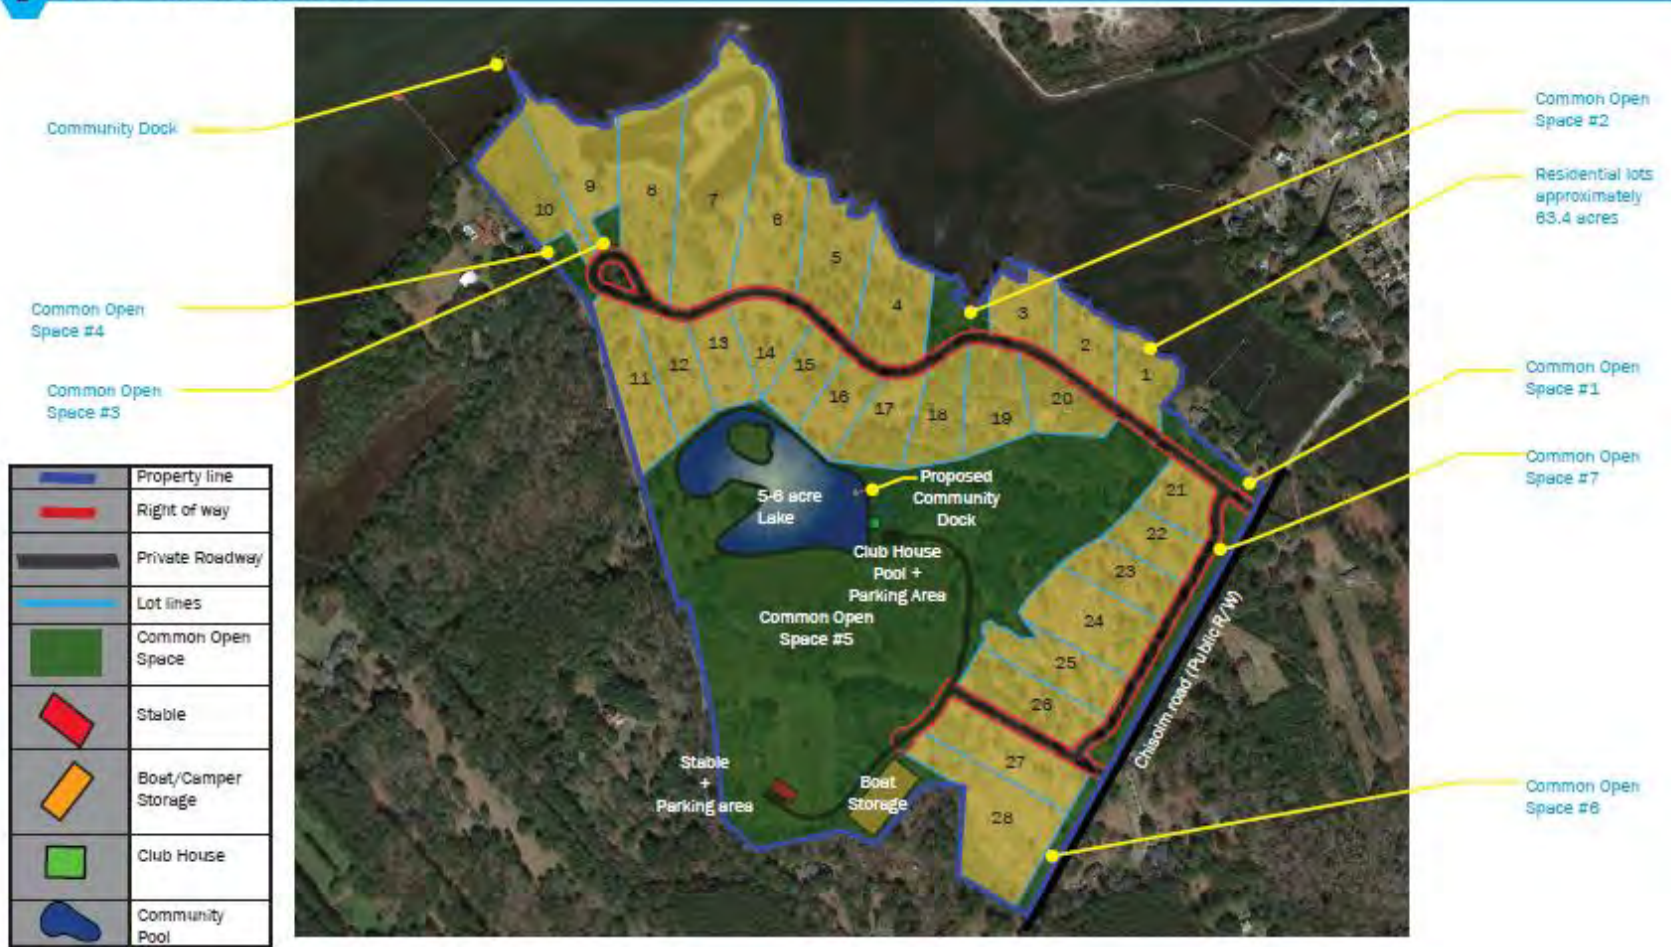 Community Dock
Common Open
Space #4
Common Open
Space #3
Common Open
Space #2
Residential lots
approximately
63.4 acres
Common Open
Space #1
Common Open
Space #7
Common Open
Space #6
10
9
8
7
6
5
4
3
2
1
11
12
13
14
15
16
17
18
19
20
21
22
23
24
25
26
27
28
5-6 acre
Lake
Proposed
Community
Dock
Club House
Pool +
Parking Area
Common Open
Space #5
Stable
+
Parking area
Boat
Storage
Chisolm road (Public R/W)
Property line
Right of way
Private Roadway
Lot lines
Common Open
Space
Stable
Boat/Camper
Storage
Club House
Community
Pool